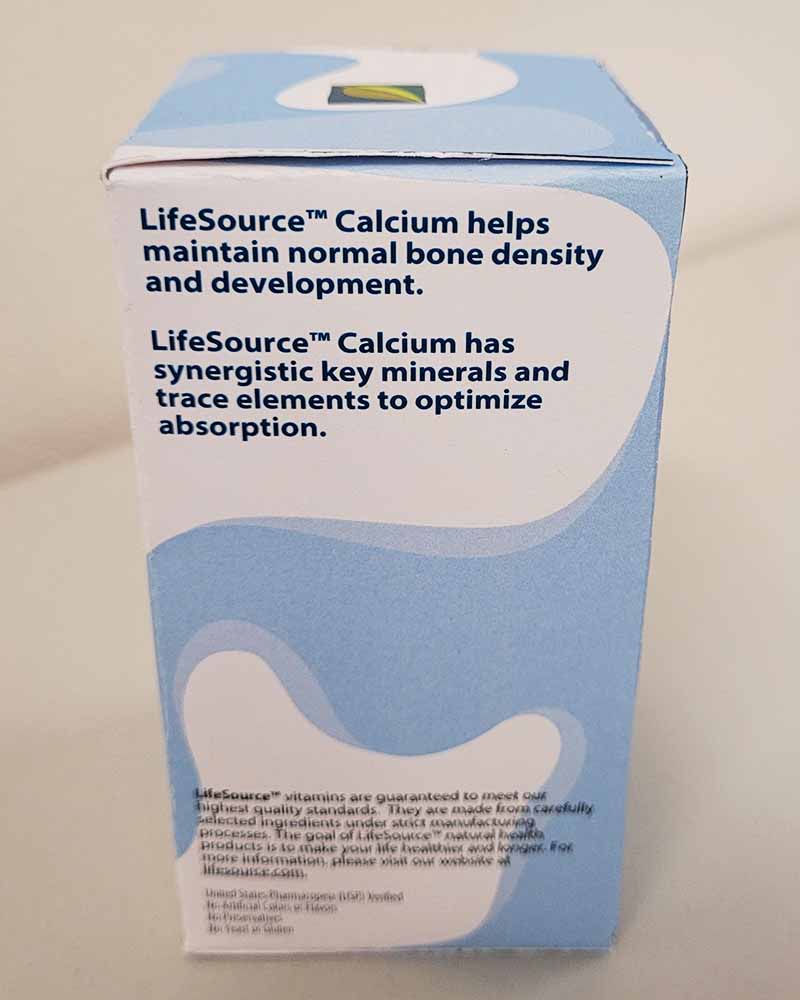 LifeSource™ Calcium helps
maintain normal bone density
and development.
LifeSource™ Calcium has
synergistic key minerals and
trace elements to optimize
absorption.
LifeSource™ vitamins are guaranteed to meet our
highest quality standards. They are made from carefully
selected ingredients under strict manufacturing
processes. The goal of LifeSource™ natural health
products is to make your life healthier and longer. For
more information, please visit our website at
lifesource.com.
United States Pharmacopeia (USP) Verified
No Artificial Colors or Flavors
No Preservatives
No Yeast or Gluten